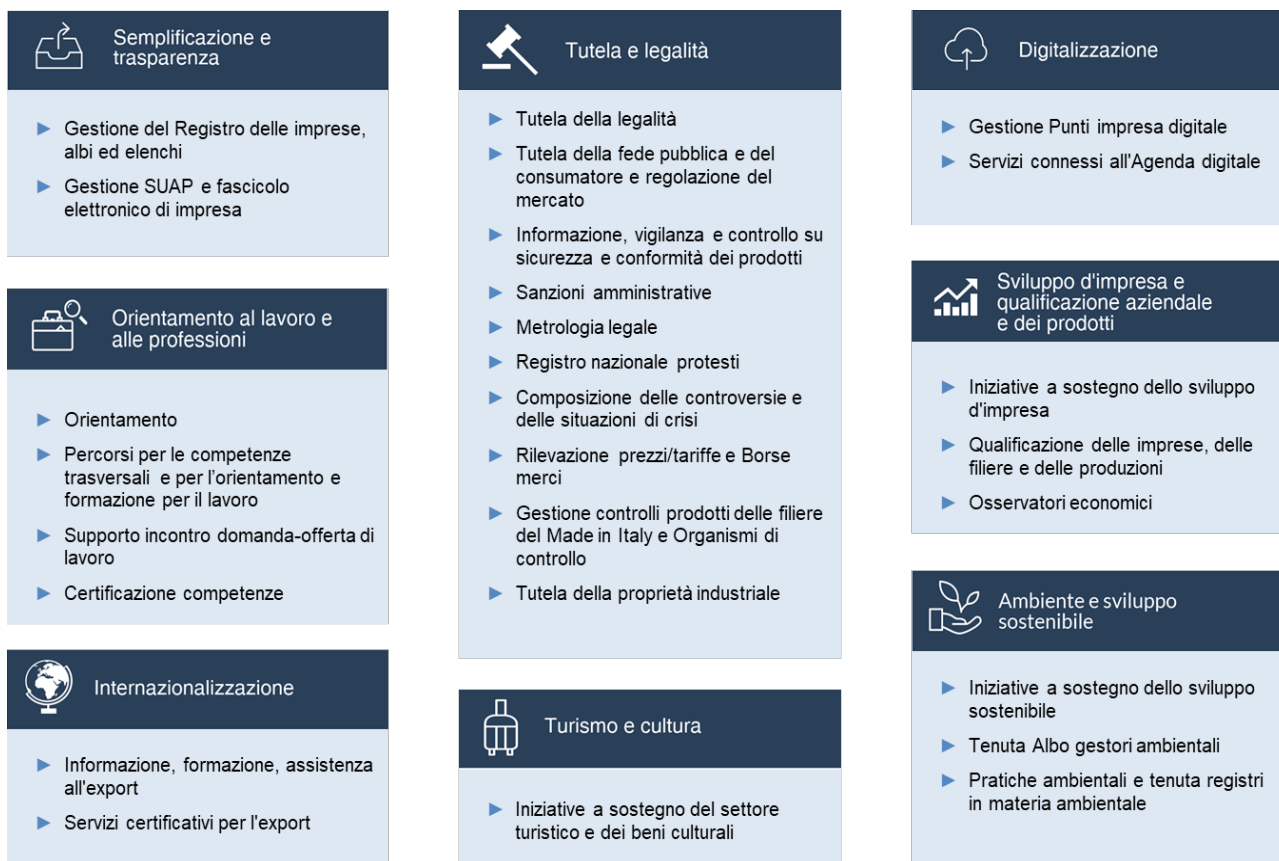 Semplificazione e
trasparenza
Gestione del Registro delle imprese,
albi ed elenchi
Gestione SUAP e fascicolo
elettronico di impresa
Orientamento al lavoro e
alle professioni
Orientamento
Percorsi per le competenze
trasversali e per l'orientamento e
formazione per il lavoro
Supporto incontro domanda-offerta di
lavoro
Certificazione competenze
Internazionalizzazione
Informazione, formazione, assistenza
all'export
Servizi certificativi per l'export
Tutela e legalità
Tutela della legalità
Tutela della fede pubblica e del
consumatore e regolazione del
mercato
Informazione, vigilanza e controllo su
sicurezza e conformità dei prodotti
Sanzioni amministrative
Metrologia legale
Registro nazionale protesti
Composizione delle controversie e
delle situazioni di crisi
Rilevazione prezzi/tariffe e Borse
merci
Gestione controlli prodotti delle filiere
del Made in Italy e Organismi di
controllo
Tutela della proprietà industriale
Turismo e cultura
Iniziative a sostegno del settore
turistico e dei beni culturali
Digitalizzazione
Gestione Punti impresa digitale
Servizi connessi all'Agenda digitale
Sviluppo d'impresa e
qualificazione aziendale
e dei prodotti
Iniziative a sostegno dello sviluppo
d'impresa
Qualificazione delle imprese, delle
filiere e delle produzioni
Osservatori economici
Ambiente e sviluppo
sostenibile
Iniziative a sostegno dello sviluppo
sostenibile
Tenuta Albo gestori ambientali
Pratiche ambientali e tenuta registri
in materia ambientale